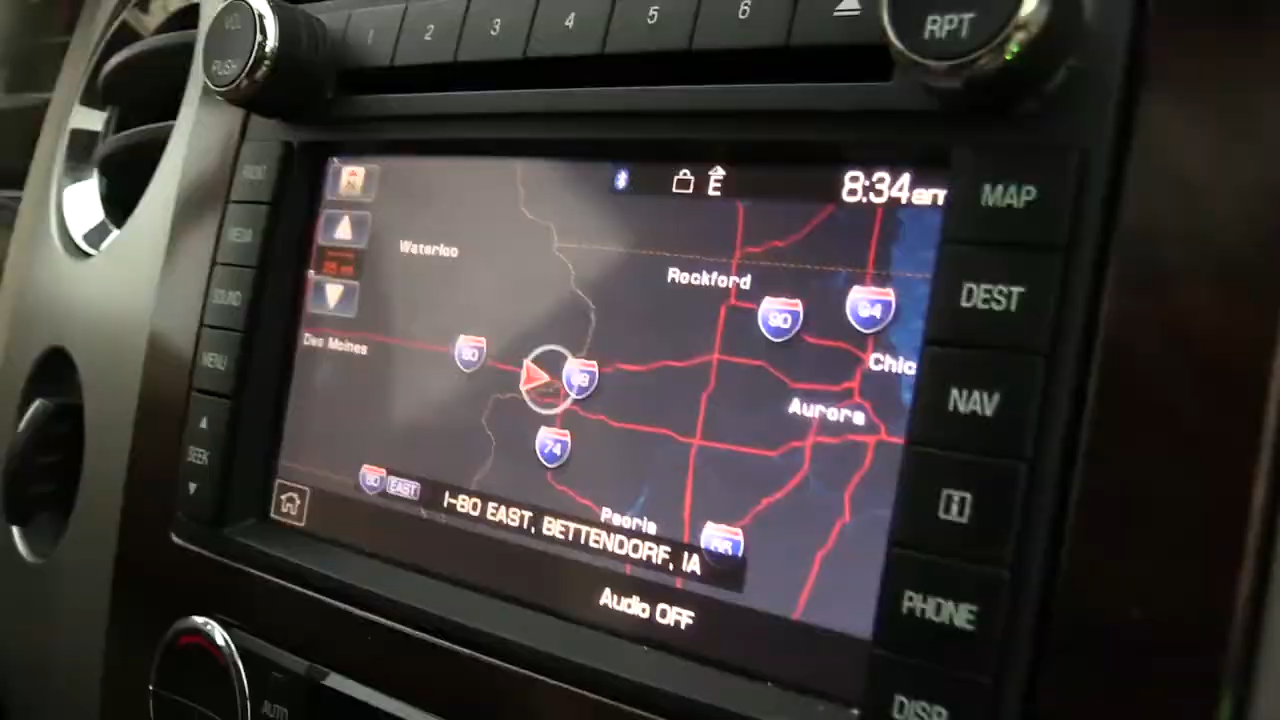 VOL
PUSH
1
2
3
4
5
6
RPT
E
8:34am
MAP
Waterloo
Rockford
MEDIA
DEST
SOUND
90
94
Des Moines
80
Chic
MENU
NAV
Aurora
74
SEEK
80 EAST
I-80 EAST, BETTENDORF, IA
Peoria
Audio OFF
PHONE
AUTO
DISP